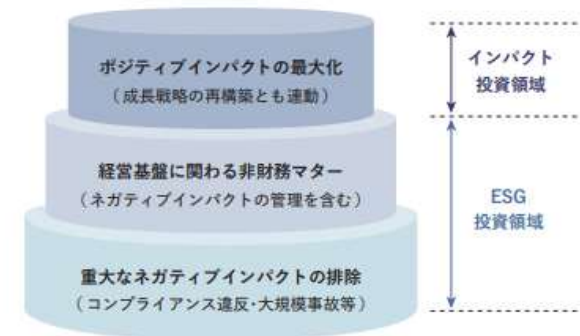 ポジティブインパクトの最大化
（成長戦略の再構築とも連動）
インパクト
投資領域
経営基盤に関わる非財務マター
（ネガティブインパクトの管理を含む）
ESG
投資領域
重大なネガティブインパクトの排除
（コンプライアンス違反・大規模事故等）